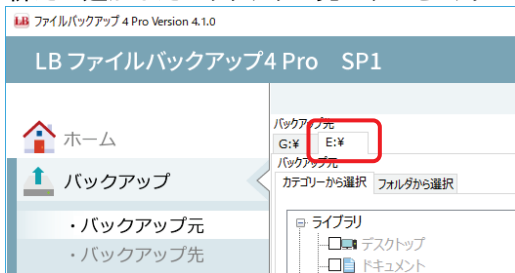 LB ファイルバックアップ 4 Pro Version 4.1.0
LB ファイルバックアップ4 Pro SP1
ホーム
バックアップ
・バックアップ元
・バックアップ先
バックアップ先
G:¥ E:¥
バックアップ元
カテゴリーから選択 フォルダから選択
ライブラリ
デスクトップ
ドキュメント